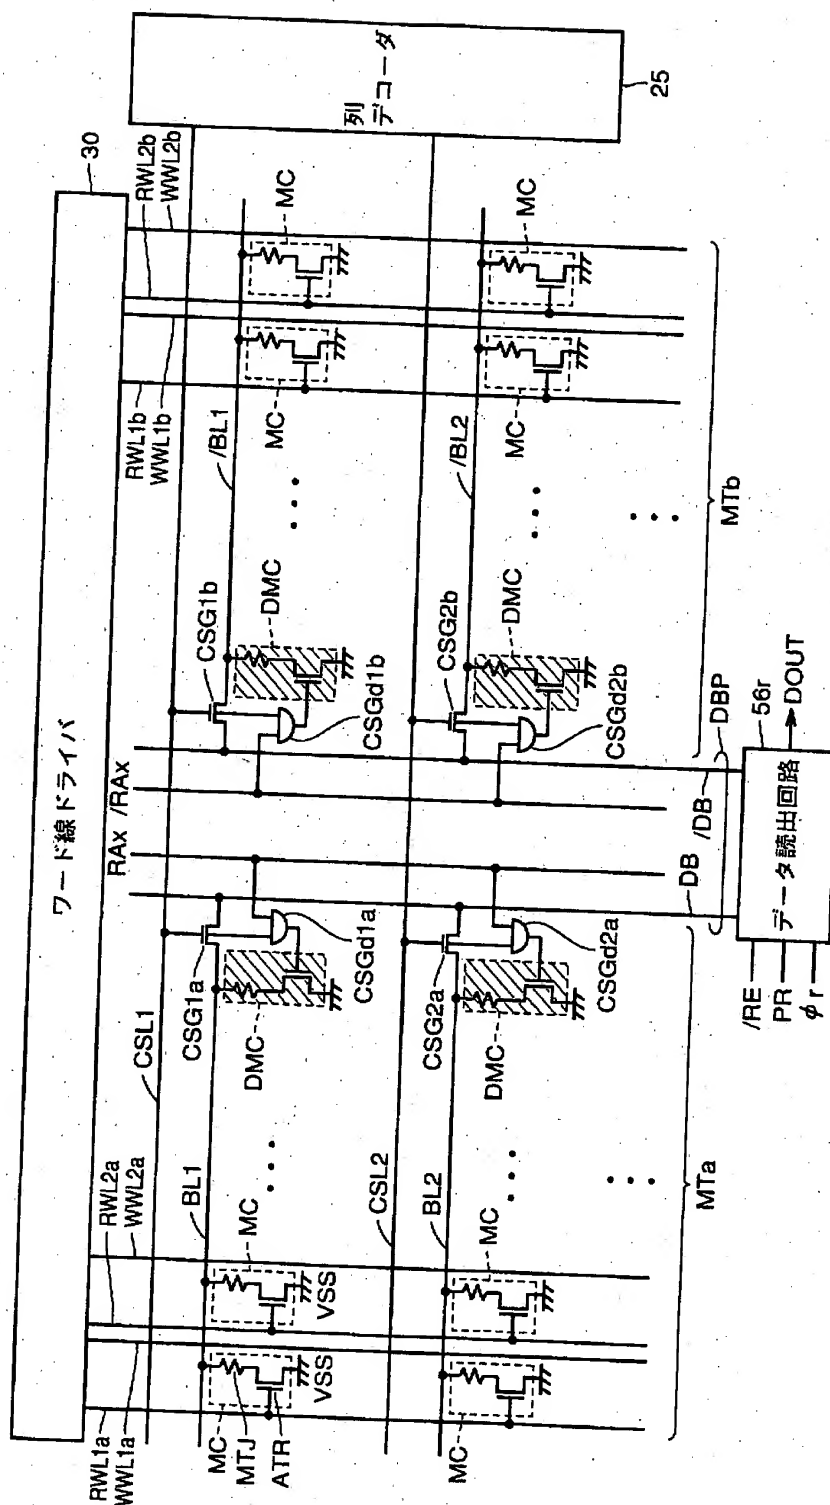 ワード線ドライバ
30
列
デコーダ
25
RWL1a
WWL1a
RWL2a
WWL2a
CSL1
RAx
/RAx
RWL1b
WWL1b
RWL2b
WWL2b
BL1
CSG1a
CSG1b
/BL1
MC
MTJ
ATR
VSS
MC
VSS
DMC
CSGd1a
DMC
CSGd1b
MC
MC
CSL2
BL2
CSG2a
CSG2b
/BL2
MC
MC
DMC
CSGd2a
DMC
CSGd2b
MC
MC
MTa
DB
/DB
DBP
MTb
/RE
PR
φr
データ読出回路
56r
DOUT